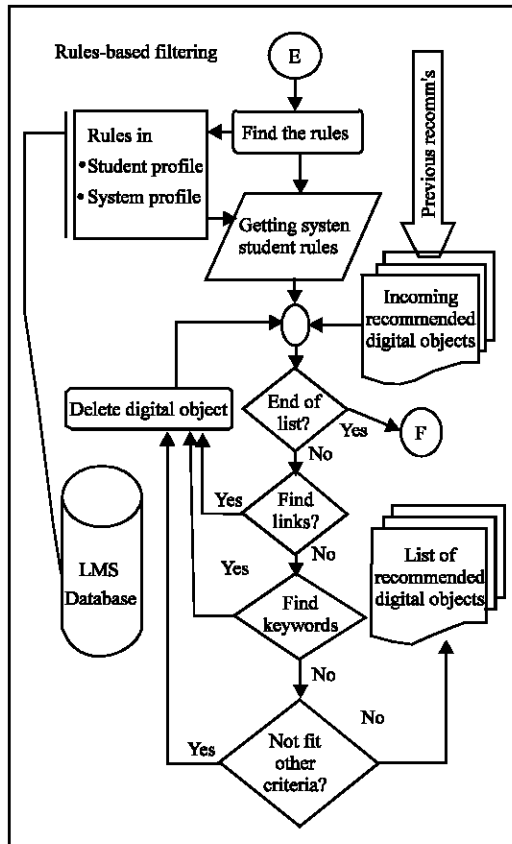 Rules-based filtering
E
Find the rules
Rules in
•Student profile
•System profile
Getting systen
student rules
Previous recomm's
Incoming
recommended
digital objects
Delete digital object
End of
list?
Yes
F
No
Find
links?
Yes
No
LMS
Database
Yes
Find
keywords
List of
recommended
digital objects
No
Yes
Not fit
other
criteria?
No